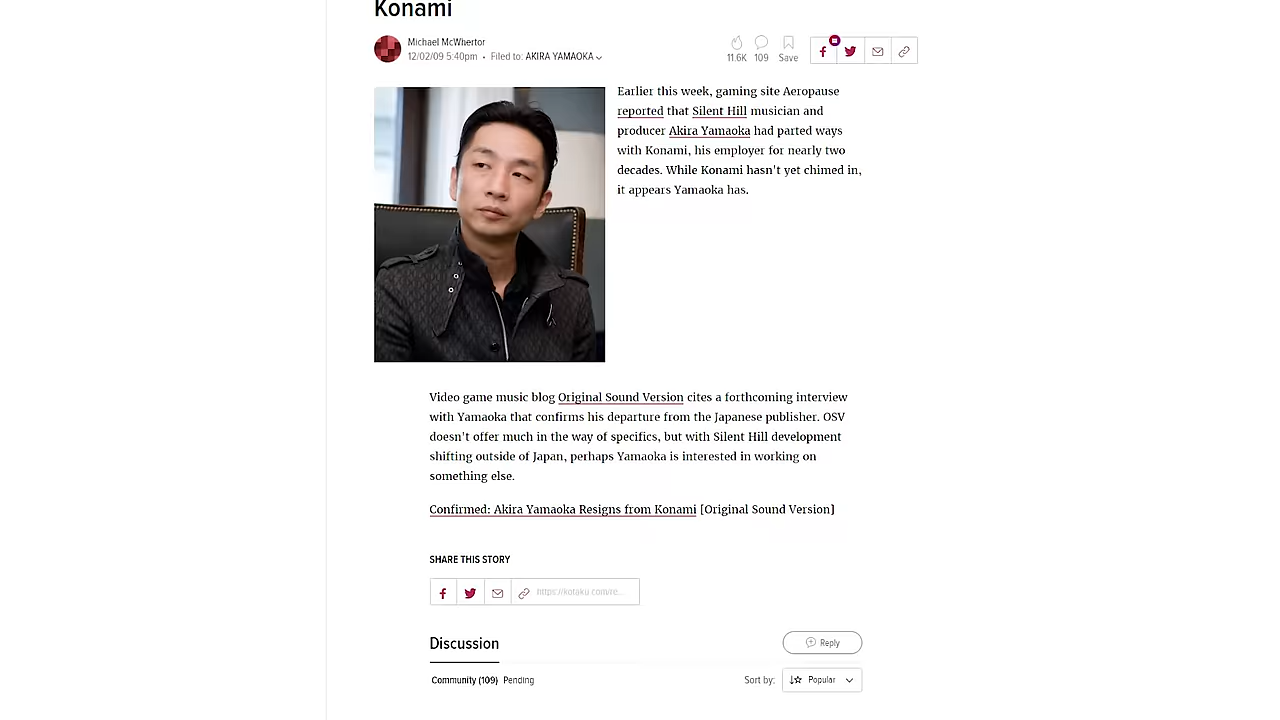 Konami
Michael McWhertor
12/02/09 5:40pm • Filed to: AKIRA YAMAOKA
11.6K 109 Save
Earlier this week, gaming site Aeropause
reported that Silent Hill musician and
producer Akira Yamaoka had parted ways
with Konami, his employer for nearly two
decades. While Konami hasn't yet chimed in,
it appears Yamaoka has.
Video game music blog Original Sound Version cites a forthcoming interview
with Yamaoka that confirms his departure from the Japanese publisher. OSV
doesn't offer much in the way of specifics, but with Silent Hill development
shifting outside of Japan, perhaps Yamaoka is interested in working on
something else.
Confirmed: Akira Yamaoka Resigns from Konami [Original Sound Version]
SHARE THIS STORY
https://kotaku.com/re...
Discussion
Reply
Community (109) Pending
Sort by: Popular